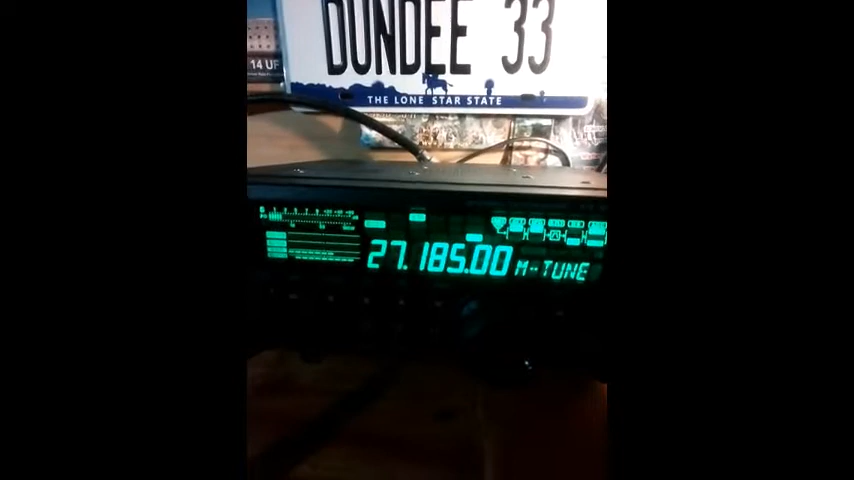 DUNDEE 33
14 UF
THE LONE STAR STATE
27.185.00 M-TUNE